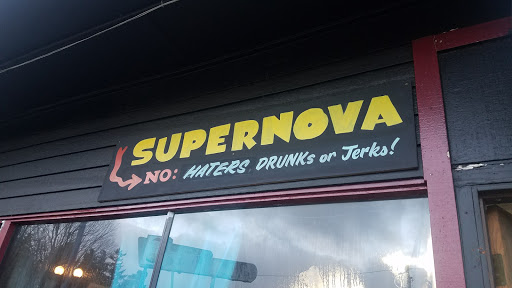 SUPERNOVA
NO: HATERS DRUNKS or Jerks!